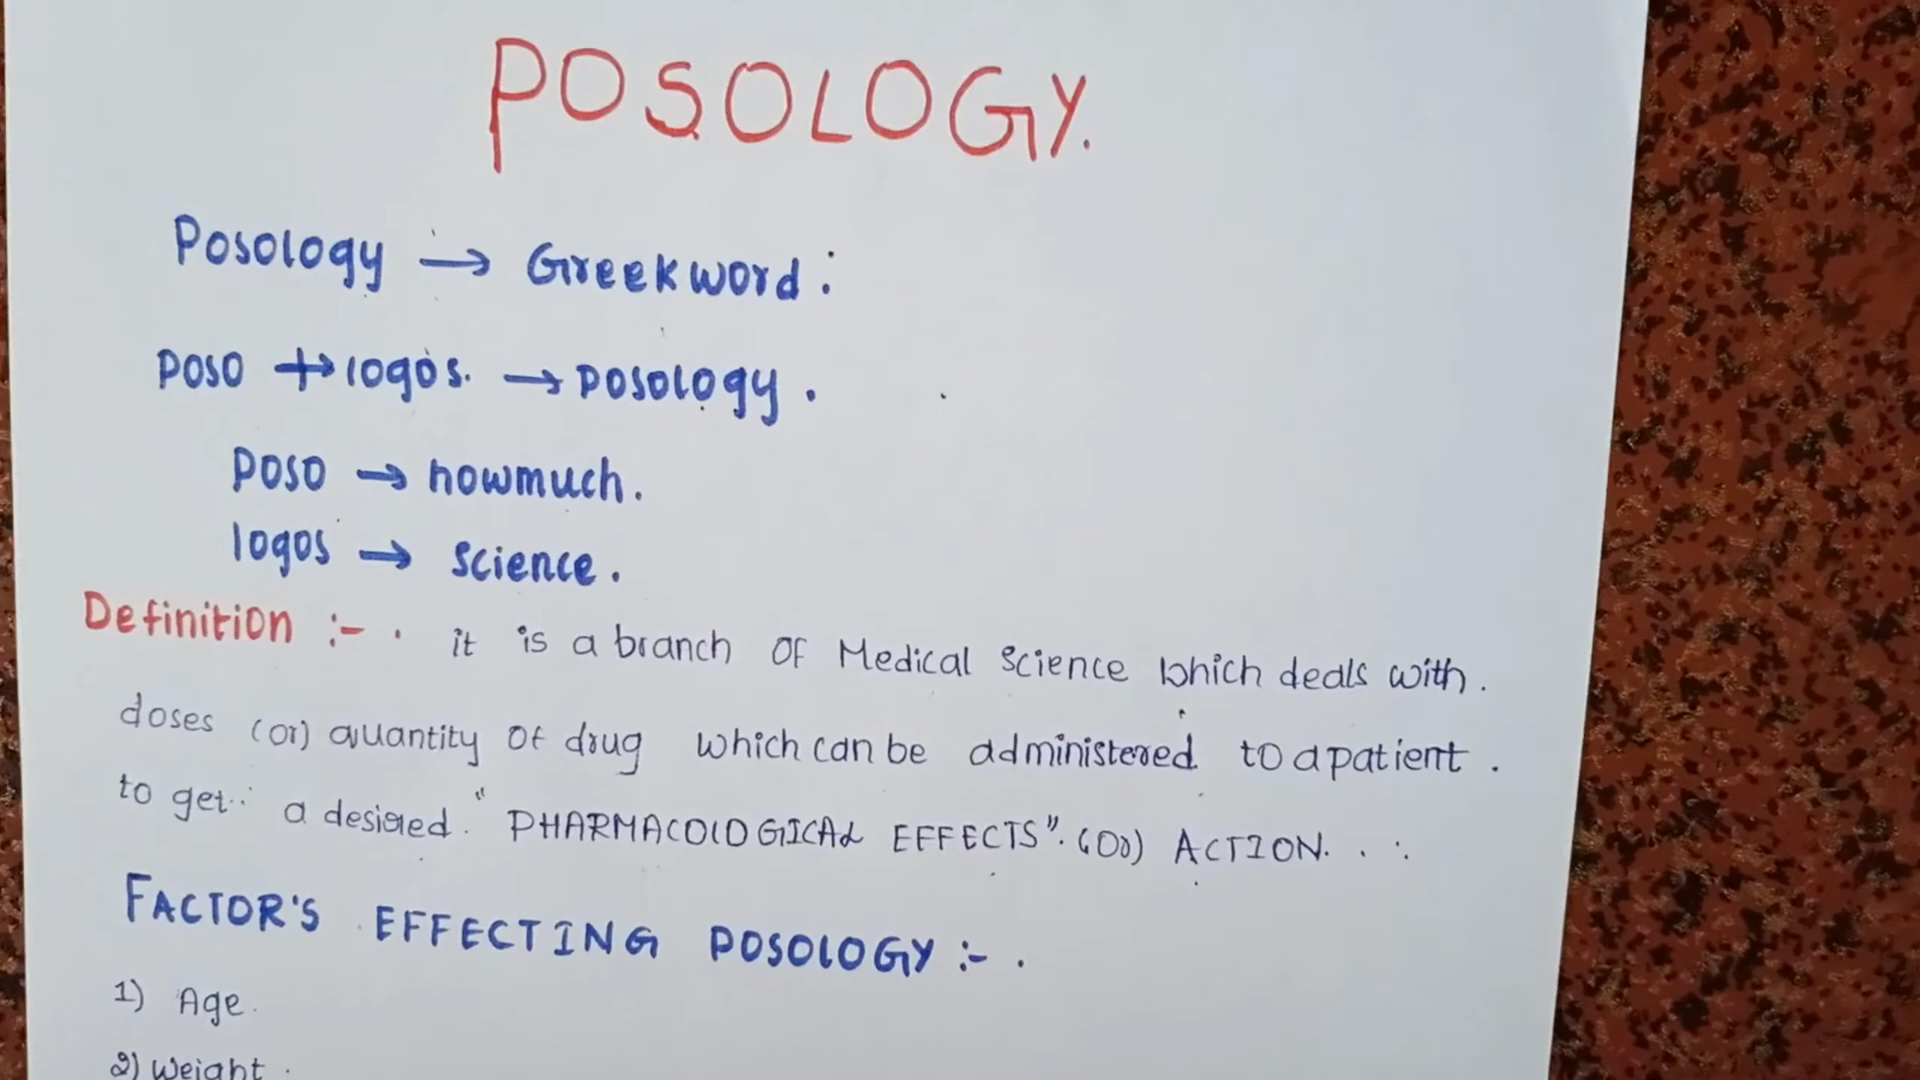 POSOLOGY.
Posology → Greek word :
poso + → logos. → posology .
poso → howmuch.
logos → science .
Definition :- . it is a branch OF Medical science which deals with .
doses (or) quantity of drug which can be administered to a patient .
to get a desired. "PHARMACOLOGICAL EFFECTS". (Or) ACTION. . .
FACTOR'S EFFECTING POSOLOGY :- .
1) Age.
2) Weight .